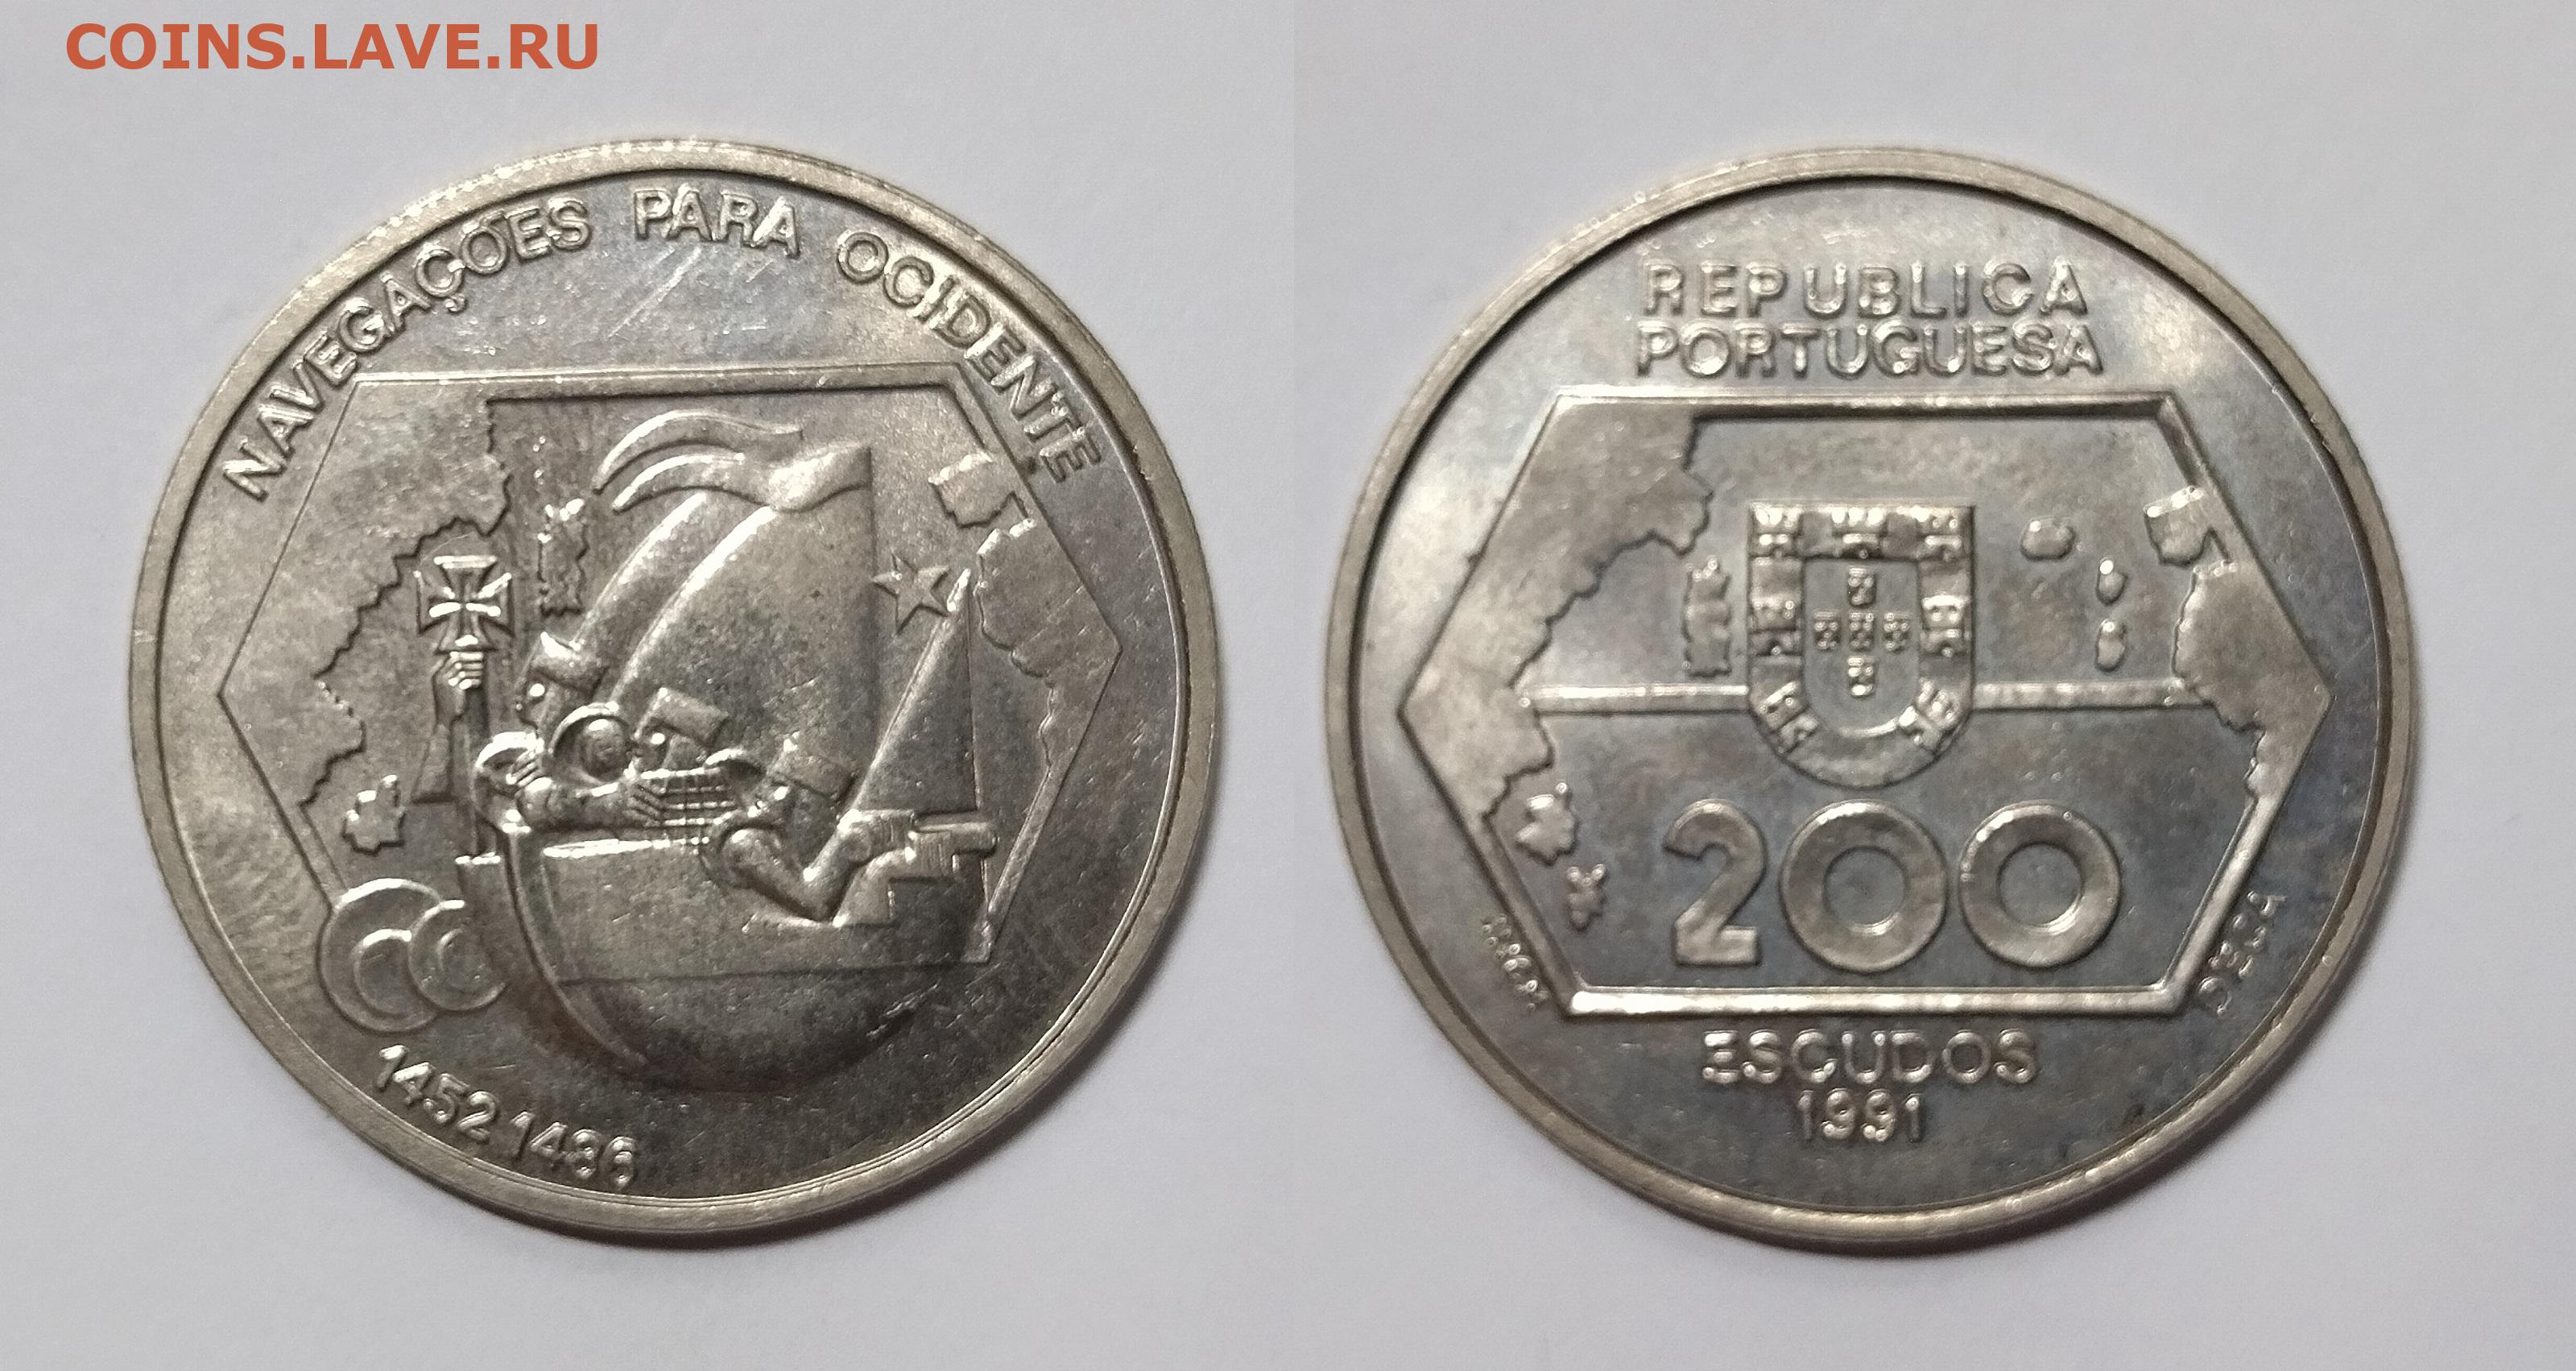 COINS.LAVE.RU
NAVEGAÇÕES PARA OCIDENTE
1452 1486
REPUBLICA
PORTUGUESA
200
ESCUDOS
1991